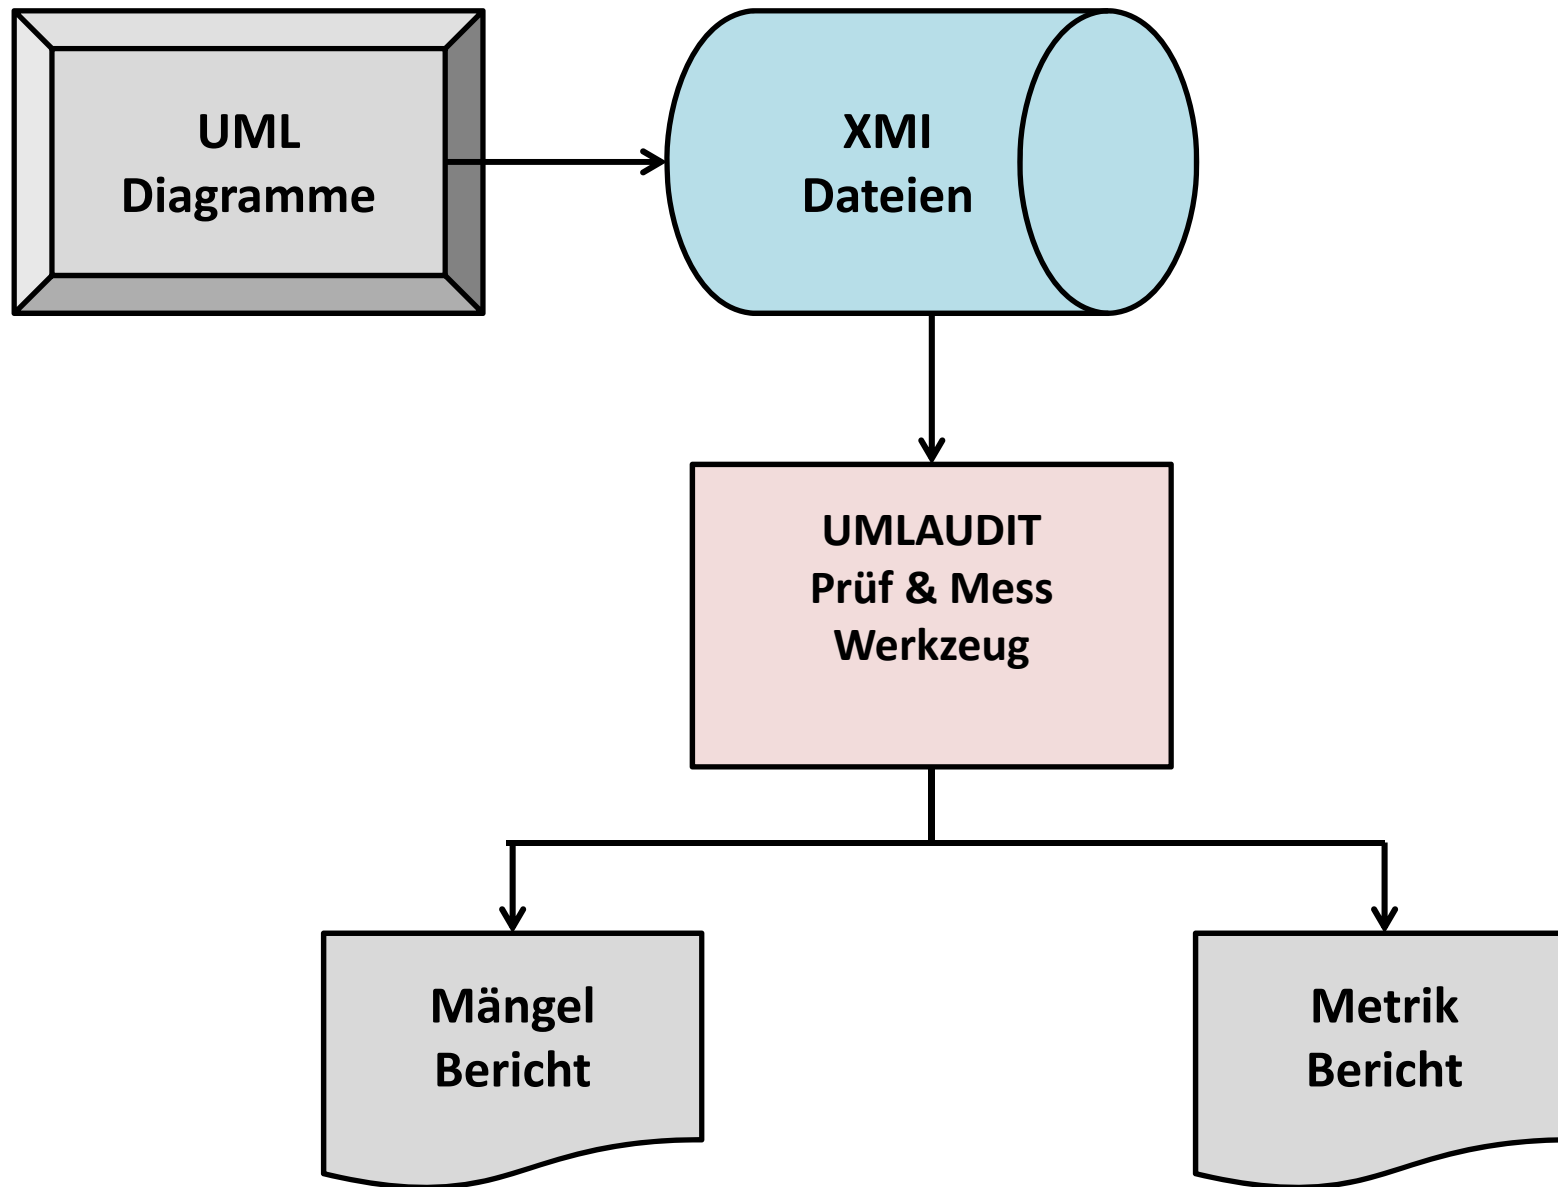 UML
Diagramme
XMI
Dateien
UMLAUDIT
Prüf & Mess
Werkzeug
Mängel
Bericht
Metrik
Bericht